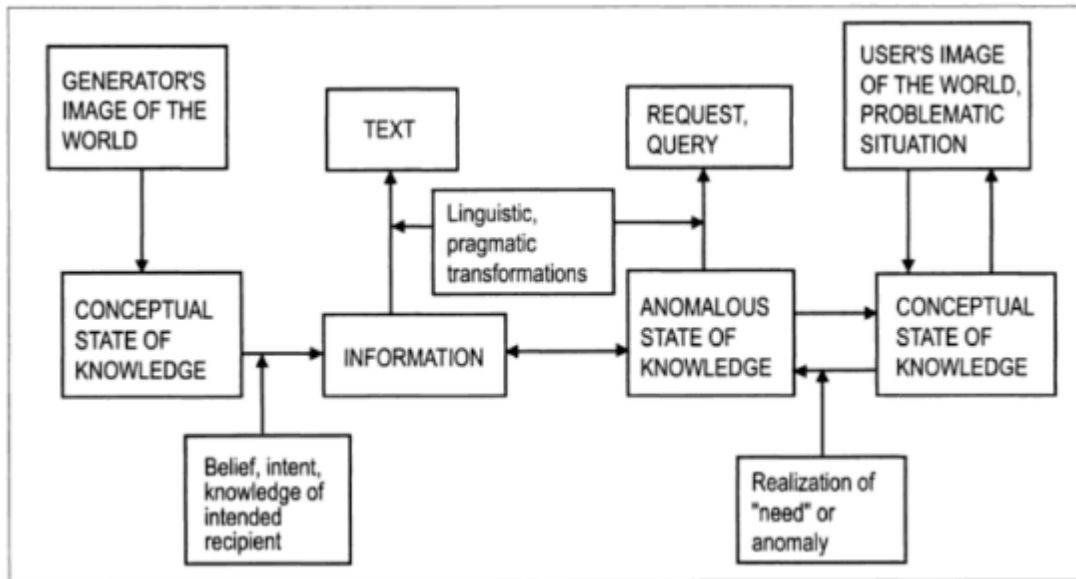 GENERATOR'S
IMAGE OF THE
WORLD
TEXT
REQUEST,
QUERY
USER'S IMAGE
OF THE WORLD,
PROBLEMATIC
SITUATION
Linguistic,
pragmatic
transformations
CONCEPTUAL
STATE OF
KNOWLEDGE
INFORMATION
ANOMALOUS
STATE OF
KNOWLEDGE
CONCEPTUAL
STATE OF
KNOWLEDGE
Belief, intent,
knowledge of
intended
recipient
Realization of
"need" or
anomaly